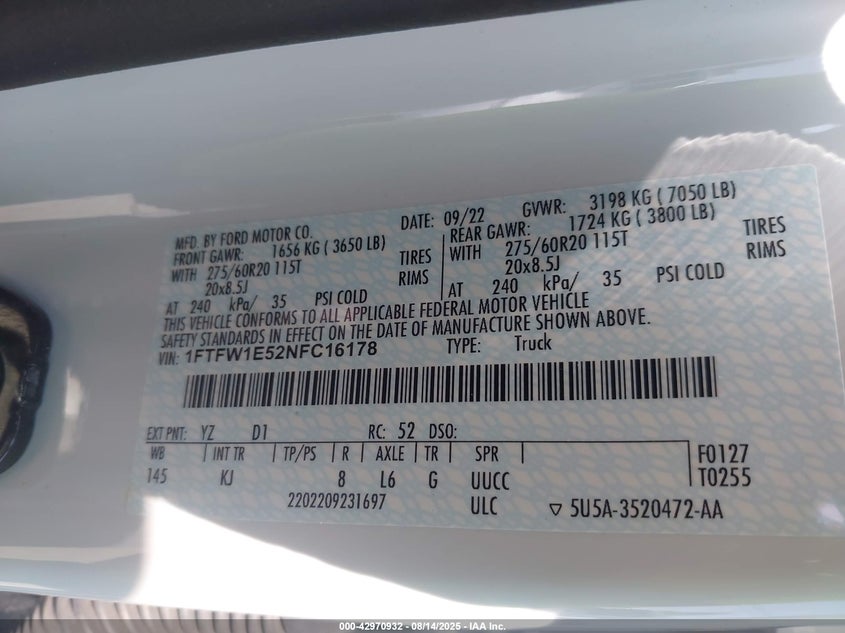 MFD. BY FORD MOTOR CO. DATE: 09/22 GVWR: 3198 KG ( 7050 LB)
FRONT GAWR: 1656 KG ( 3650 LB) REAR GAWR: 1724 KG ( 3800 LB)
WITH 275/60R20 115T TIRES WITH 275/60R20 115T TIRES
20x8.5J RIMS 20x8.5J RIMS
AT 240 kPa/ 35 PSI COLD AT 240 kPa/ 35 PSI COLD
THIS VEHICLE CONFORMS TO ALL APPLICABLE FEDERAL MOTOR VEHICLE
SAFETY STANDARDS IN EFFECT ON THE DATE OF MANUFACTURE SHOWN ABOVE.
VIN: 1FTFW1E52NFC16178 TYPE: Truck
EXT PNT: YZ D1 RC: 52 DSO:
WB INT TR TP/PS R AXLE TR SPR F0127
145 KJ 8 L6 G UUCC T0255
2202209231697 ULC ▽ 5U5A-3520472-AA
000-42970932 - 08/14/2025 - IAA Inc.